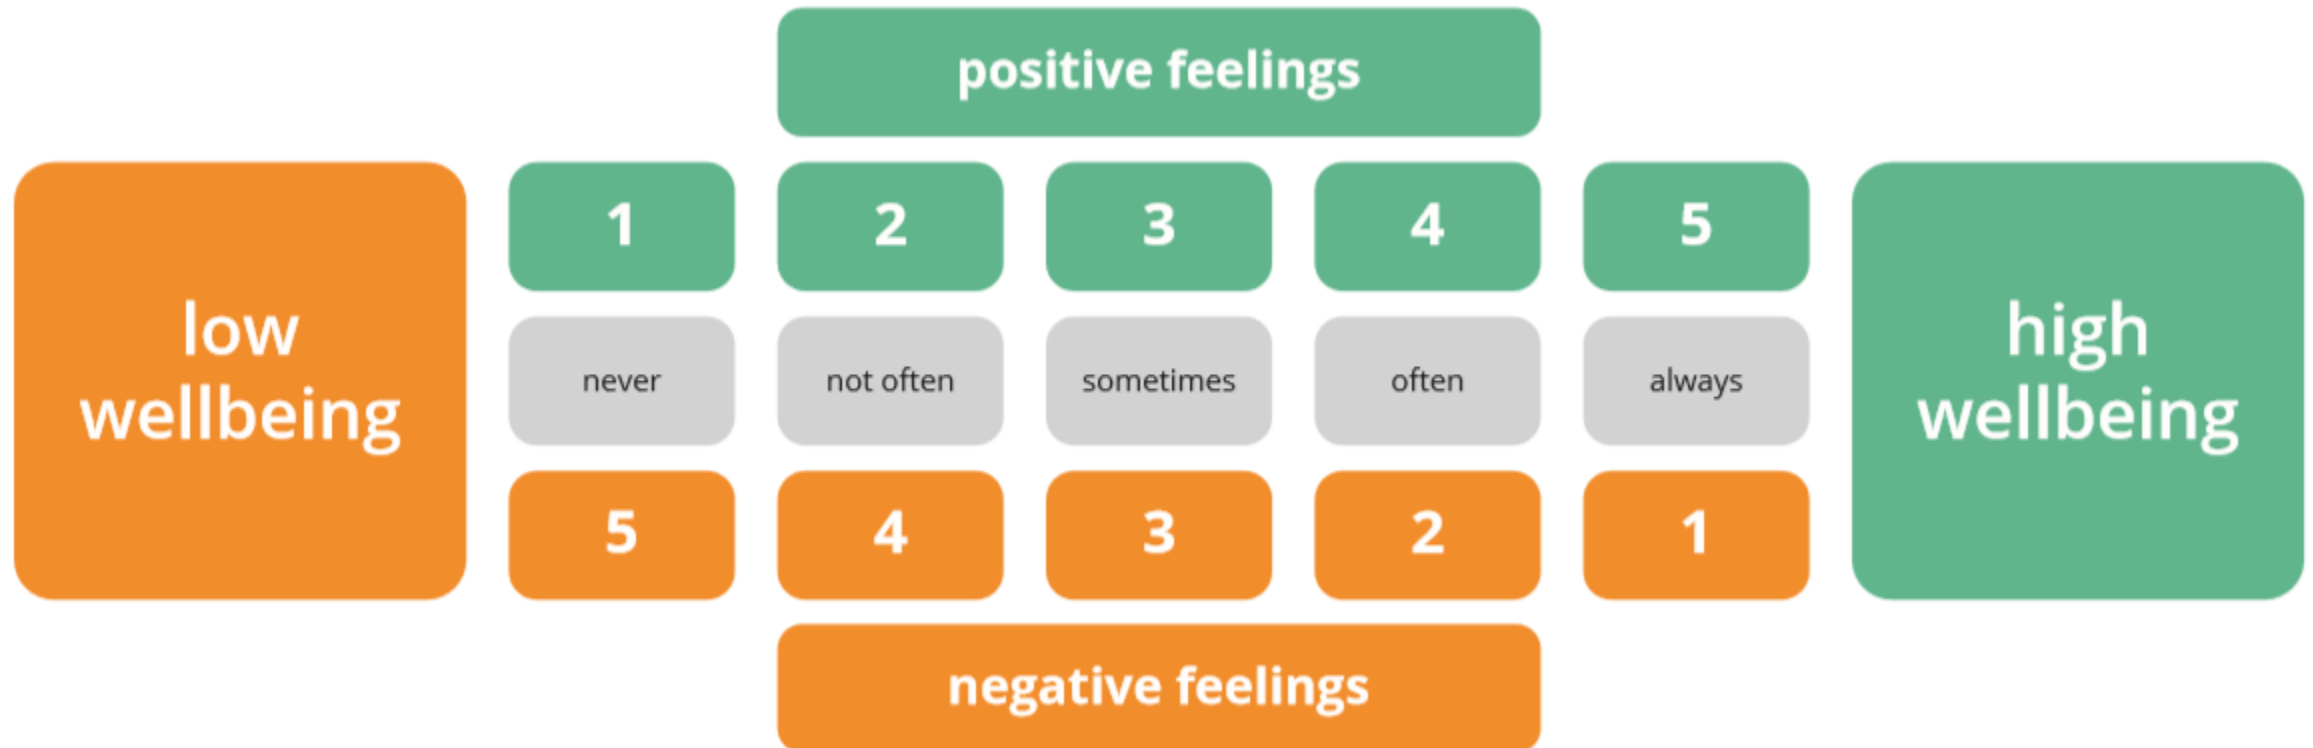 positive feelings
1 2 3 4 5
low
wellbeing
never not often sometimes often always
high
wellbeing
5 4 3 2 1
negative feelings